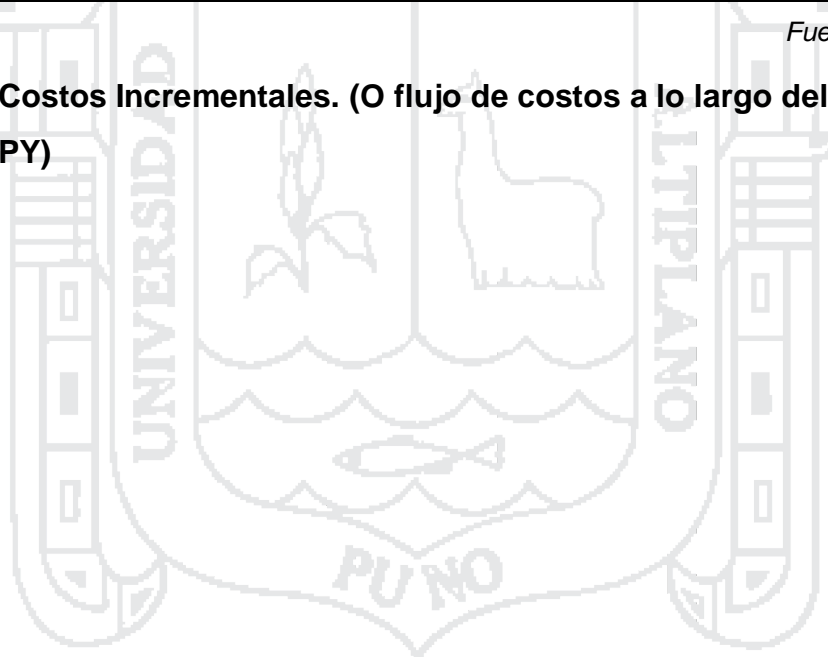 Fue
Costos Incrementales. (O flujo de costos a lo largo del
PY)
UNIVERSIDAD
ALTIPLANO
PUNO